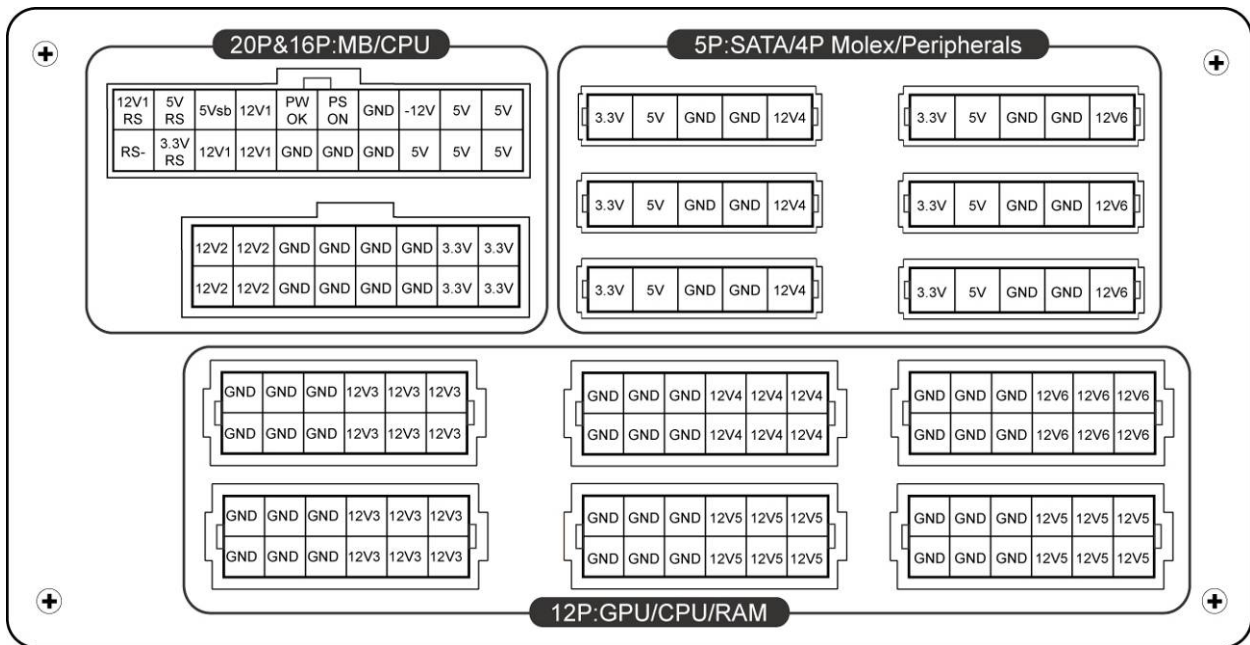 20P&16P:MB/CPU
12V1 RS 5V RS 5Vsb 12V1 PW OK PS ON GND -12V 5V 5V
RS- 3.3V RS 12V1 12V1 GND GND GND 5V 5V 5V
12V2 12V2 GND GND GND GND 3.3V 3.3V
12V2 12V2 GND GND GND GND 3.3V 3.3V
5P:SATA/4P Molex/Peripherals
3.3V 5V GND GND 12V4
3.3V 5V GND GND 12V6
3.3V 5V GND GND 12V4
3.3V 5V GND GND 12V6
3.3V 5V GND GND 12V4
3.3V 5V GND GND 12V6
GND GND GND 12V3 12V3 12V3
GND GND GND 12V3 12V3 12V3
GND GND GND 12V4 12V4 12V4
GND GND GND 12V4 12V4 12V4
GND GND GND 12V6 12V6 12V6
GND GND GND 12V6 12V6 12V6
GND GND GND 12V3 12V3 12V3
GND GND GND 12V3 12V3 12V3
GND GND GND 12V5 12V5 12V5
GND GND GND 12V5 12V5 12V5
GND GND GND 12V5 12V5 12V5
GND GND GND 12V5 12V5 12V5
12P:GPU/CPU/RAM